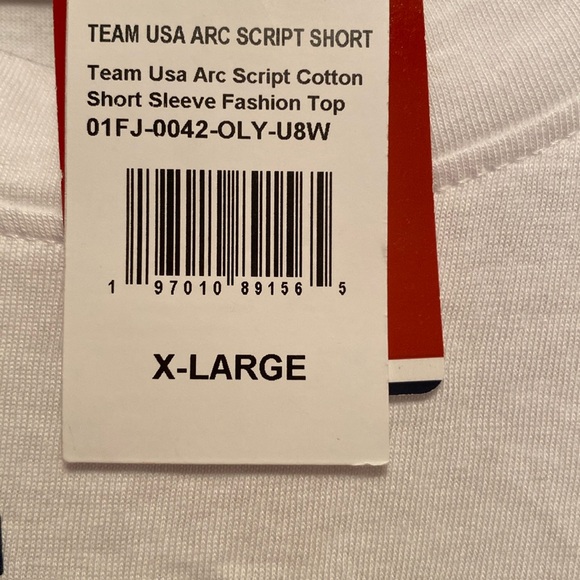 TEAM USA ARC SCRIPT SHORT
Team Usa Arc Script Cotton
Short Sleeve Fashion Top
01FJ-0042-OLY-U8W
1 97010 89156 5
X-LARGE